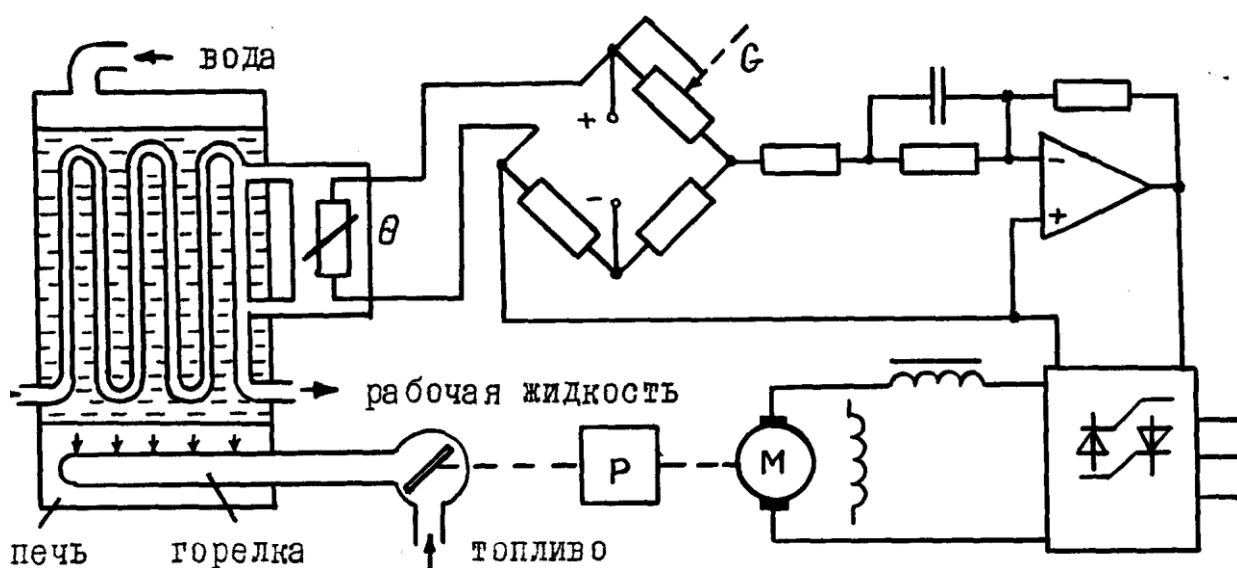 вода
G
+
-
θ
-
+
рабочая жидкость
P
M
печь
горелка
топливо